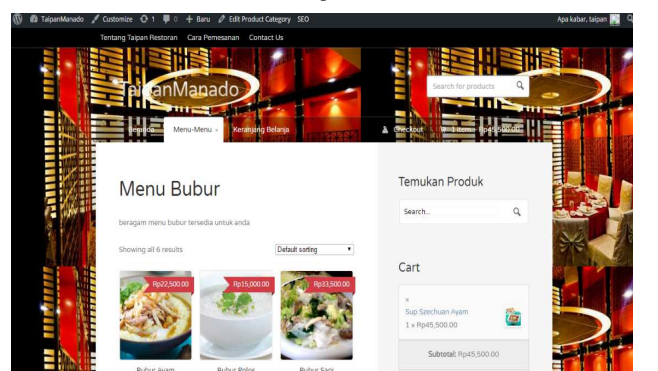 TaipanManado Customize 1 0 + Baru Edit Product Category SEO Apa kabar, taipan
Tentang Taipan Restoran Cara Pemesanan Contact Us
TaipanManado
Search for products
Beranda Menu-Menu Keranjang Belanja Checkout 1 item - Rp45,500.00
Menu Bubur
Temukan Produk
beragam menu bubur tersedia untuk anda
Search...
Showing all 6 results Default sorting
Cart
Rp22,500.00 Rp15,000.00 Rp33,500.00
x
Sup Szechuan Ayam
1 x Rp45,500.00
Subtotal: Rp45,500.00
Bubur Ayam Bubur Polos Bubur Sapi